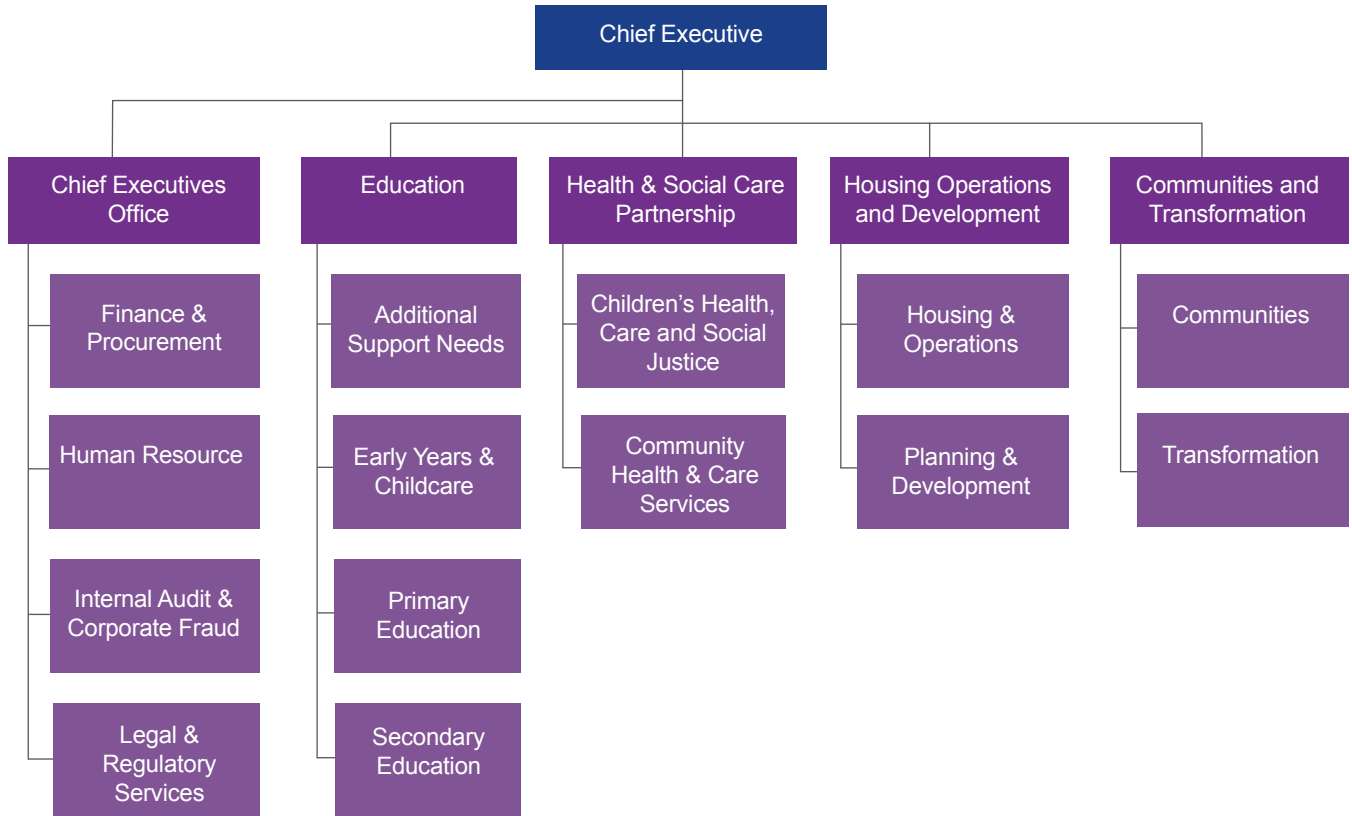 Chief Executive
Chief Executives
Office
Education
Health & Social Care
Partnership
Housing Operations
and Development
Communities and
Transformation
Finance &
Procurement
Human Resource
Internal Audit &
Corporate Fraud
Legal &
Regulatory
Services
Additional
Support Needs
Early Years &
Childcare
Primary
Education
Secondary
Education
Children’s Health,
Care and Social
Justice
Community
Health & Care
Services
Housing &
Operations
Planning &
Development
Communities
Transformation